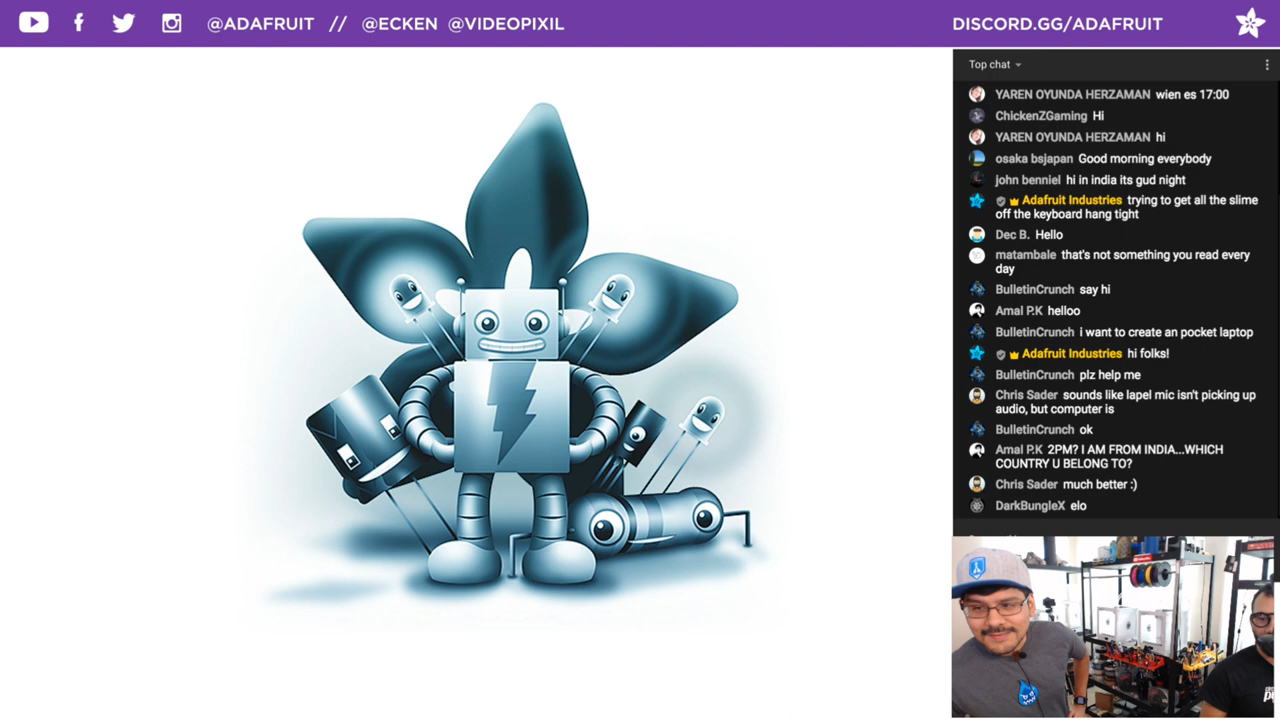 @ADAFRUIT // @ECKEN @VIDEOPIXIL
DISCORD.GG/ADAFRUIT
Top chat
YAREN OYUNDA HERZAMAN wien es 17:00
ChickenZGaming Hi
YAREN OYUNDA HERZAMAN hi
osaka bsjapan Good morning everybody
john benniel hi in india its gud night
Adafruit Industries trying to get all the slime
off the keyboard hang tight
Dec B. Hello
matambale that's not something you read every
day
BulletinCrunch say hi
Amal P.K helloo
BulletinCrunch i want to create an pocket laptop
Adafruit Industries hi folks!
BulletinCrunch plz help me
Chris Sader sounds like lapel mic isn't picking up
audio, but computer is
BulletinCrunch ok
Amal P.K 2PM? I AM FROM INDIA...WHICH
COUNTRY U BELONG TO?
Chris Sader much better :)
DarkBungleX elo